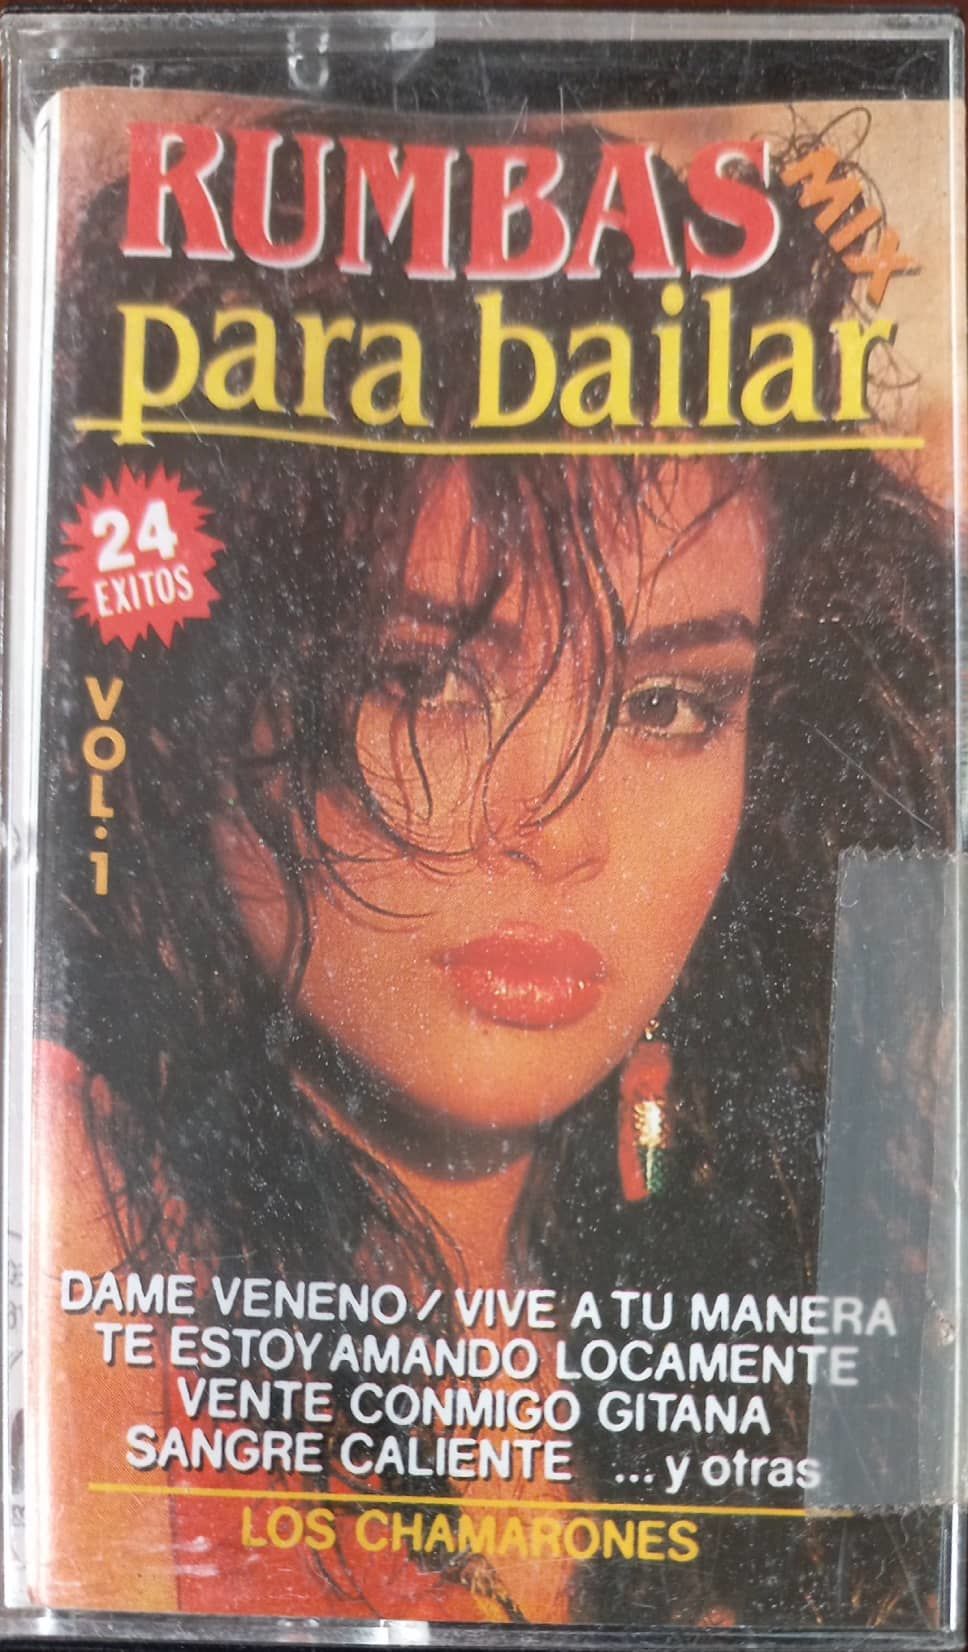 RUMBAS
MIX
para bailar
24
EXITOS
VOL.1
DAME VENENO / VIVE A TU MANERA
TE ESTOY AMANDO LOCAMENTE
VENTE CONMIGO GITANA
SANGRE CALIENTE ... y otras
LOS CHAMARONES